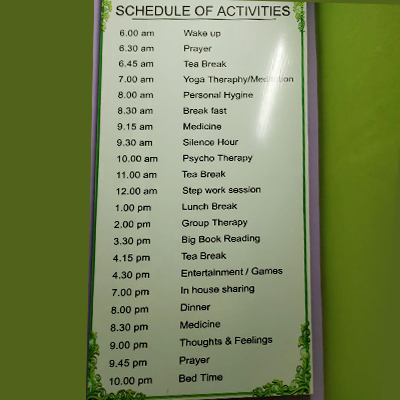 SCHEDULE OF ACTIVITIES
6.00 am Wake up
6.30 am Prayer
6.45 am Tea Break
7.00 am Yoga Theraphy/Meditation
8.00 am Personal Hygine
8.30 am Break fast
9.15 am Medicine
9.30 am Silence Hour
10.00 am Psycho Therapy
11.00 am Tea Break
12.00 am Step work session
1.00 pm Lunch Break
2.00 pm Group Therapy
3.30 pm Big Book Reading
4.15 pm Tea Break
4.30 pm Entertainment / Games
7.00 pm In house sharing
8.00 pm Dinner
8.30 pm Medicine
9.00 pm Thoughts & Feelings
9.45 pm Prayer
10.00 pm Bed Time